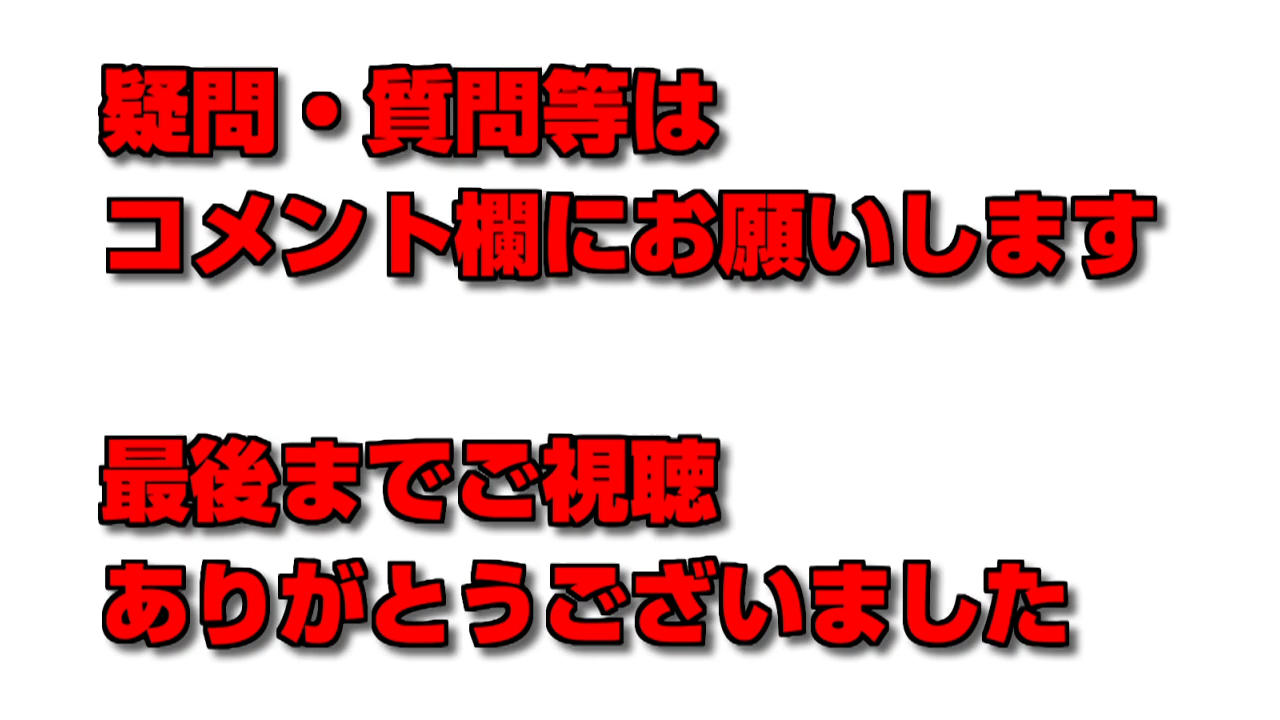 疑問・質問等は
コメント欄にお願いします
最後までご視聴
ありがとうございました